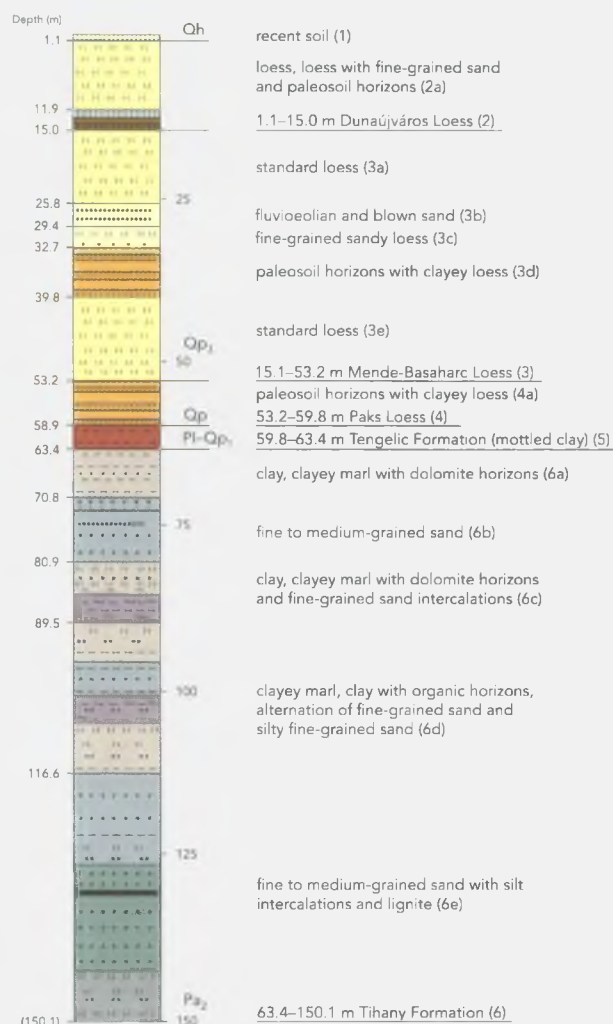 Depth (m)
Qh
1.1
recent soil (1)
loess, loess with fine-grained sand
and paleosoil horizons (2a)
11.9
1.1–15.0 m Dunaújváros Loess (2)
15.0
standard loess (3a)
25
25.8
fluvioeolian and blown sand (3b)
29.4
fine-grained sandy loess (3c)
32.7
paleosoil horizons with clayey loess (3d)
39.8
standard loess (3e)
Qp₃
50
15.1–53.2 m Mende-Basaharc Loess (3)
53.2
paleosoil horizons with clayey loess (4a)
Qp
53.2–59.8 m Paks Loess (4)
58.9
Pl-Qp₁
59.8–63.4 m Tengelic Formation (mottled clay) (5)
63.4
clay, clayey marl with dolomite horizons (6a)
70.8
75
fine to medium-grained sand (6b)
80.9
clay, clayey marl with dolomite horizons
and fine-grained sand intercalations (6c)
89.5
100
clayey marl, clay with organic horizons,
alternation of fine-grained sand and
silty fine-grained sand (6d)
116.6
125
fine to medium-grained sand with silt
intercalations and lignite (6e)
Pa₂
63.4–150.1 m Tihany Formation (6)
(150.1)
150